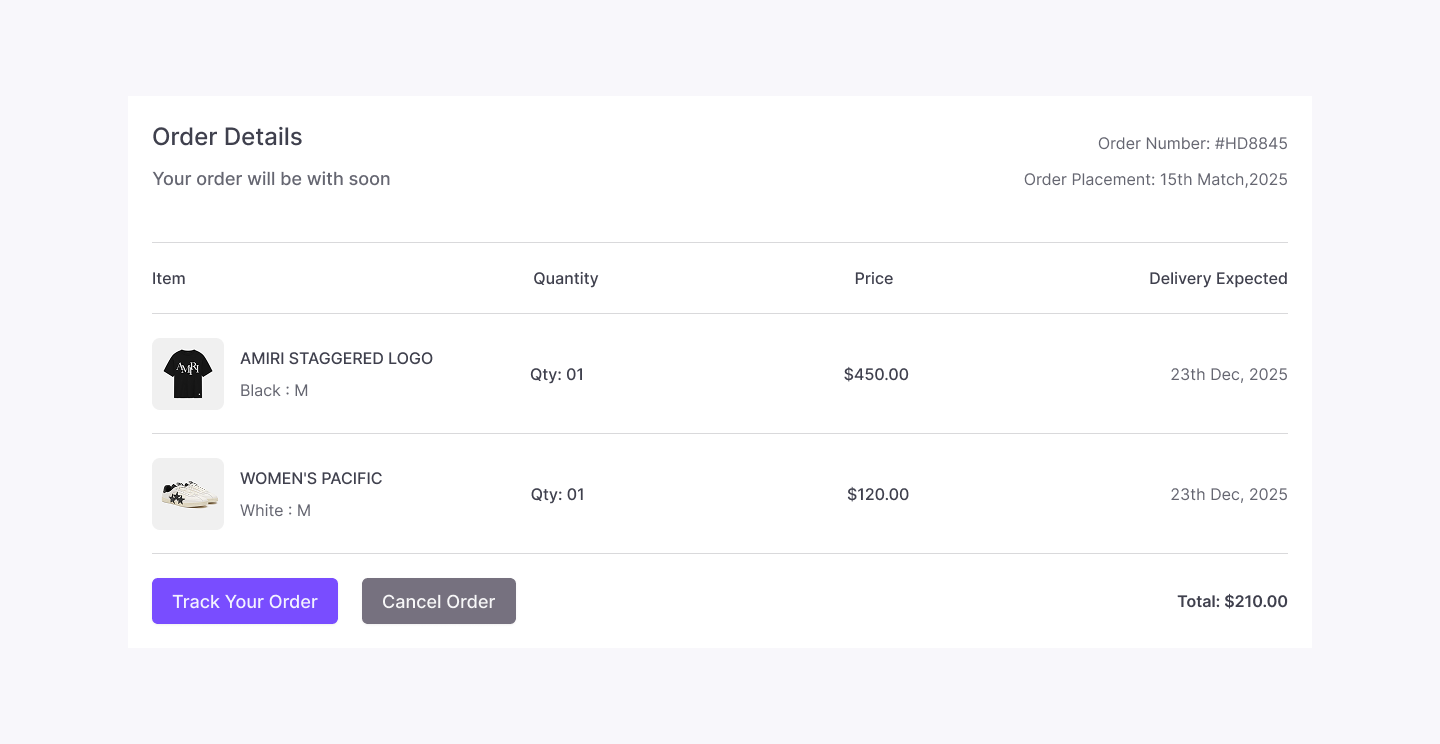 Order Details
Order Number: #HD8845
Your order will be with soon
Order Placement: 15th Match,2025
Item Quantity Price Delivery Expected
AMIRI
AMIRI STAGGERED LOGO
Black : M
Qty: 01 $450.00 23th Dec, 2025
WOMEN'S PACIFIC
White : M
Qty: 01 $120.00 23th Dec, 2025
Track Your Order Cancel Order Total: $210.00